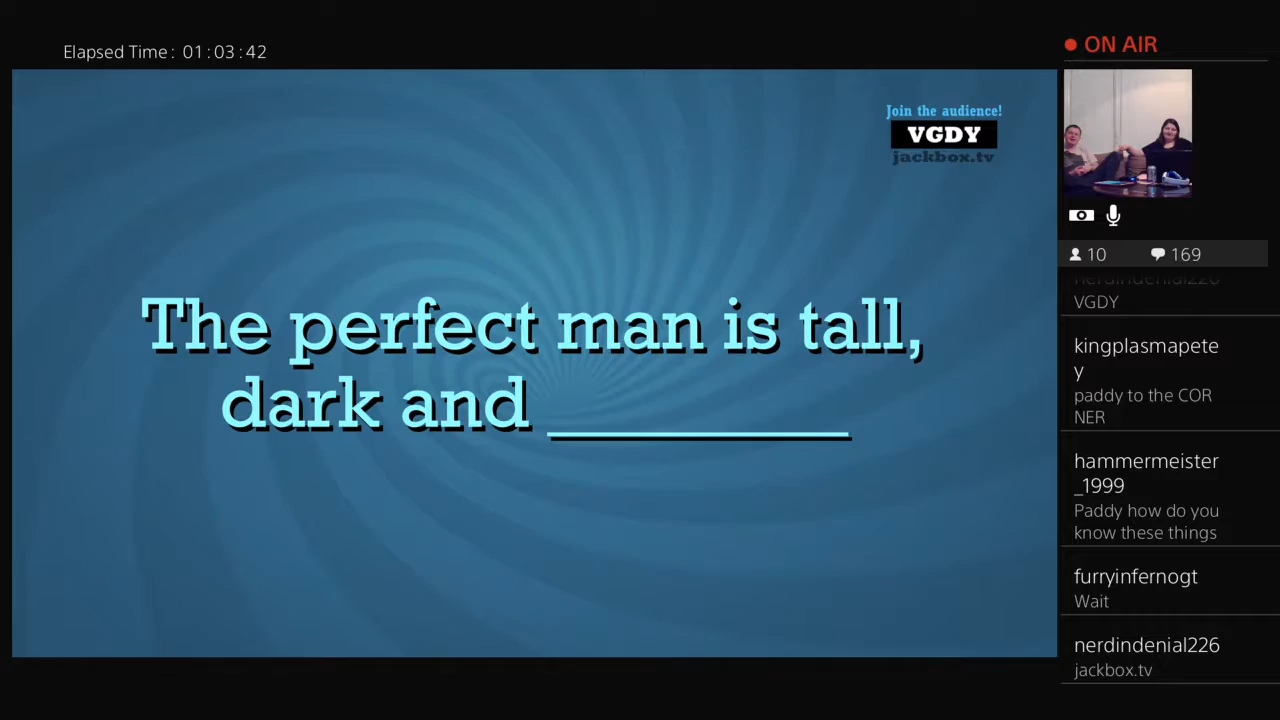 Elapsed Time: 01:03:42
ON AIR
Join the audience!
VGDY
jackbox.tv
The perfect man is tall,
dark and ________
10 169
nerdindenial226
VGDY
kingplasmapete
y
paddy to the COR
NER
hammermeister
_1999
Paddy how do you
know these things
furryinfernogt
Wait
nerdindenial226
jackbox.tv